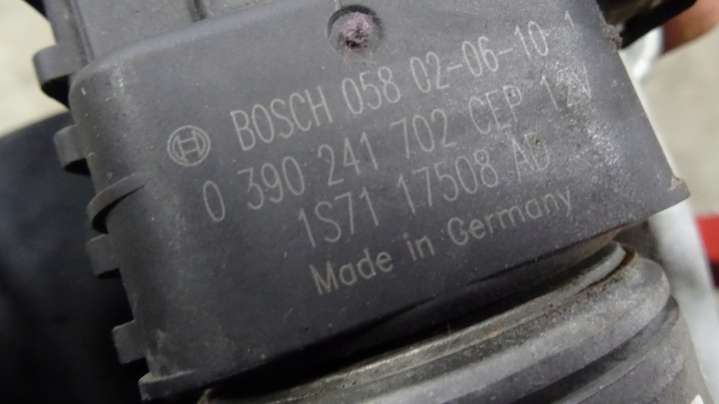 BOSCH 058 02-06-10 1
0 390 241 702 CEP 12V
1S71 17508 AD
Made in Germany